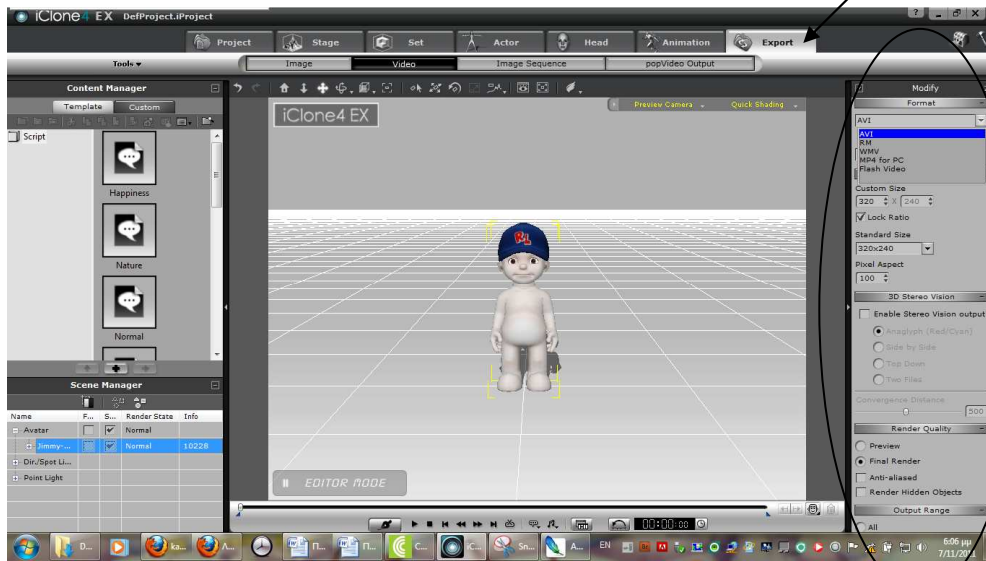 iClone4 EX DefProject.iProject
Project Stage Set Actor Head Animation Export
Tools
Image Video Image Sequence popVideo Output
Content Manager
Template Custom
Script
Happiness
Nature
Normal
Scene Manager
Name F... S... Render State Info
Avatar Normal
Jimmy-... Normal 10228
Dir./Spot Li...
Point Light
iClone4 EX
Preview Camera Quick Shading
EDITOR MODE
00:00:00
Modify
Format
AVI
AVI
RM
WMV
MP4 for PC
Flash Video
Custom Size
320 X 240
Lock Ratio
Standard Size
320x240
Pixel Aspect
100
3D Stereo Vision
Enable Stereo Vision output
Anaglyph (Red/Cyan)
Side by Side
Top Down
Two Files
Convergence Distance
500
Render Quality
Preview
Final Render
Anti-aliased
Render Hidden Objects
Output Range
All
RL
D... ka... Λ... Π... Π... C... iC... Sn... A... EN
6:06 μμ
7/11/2011